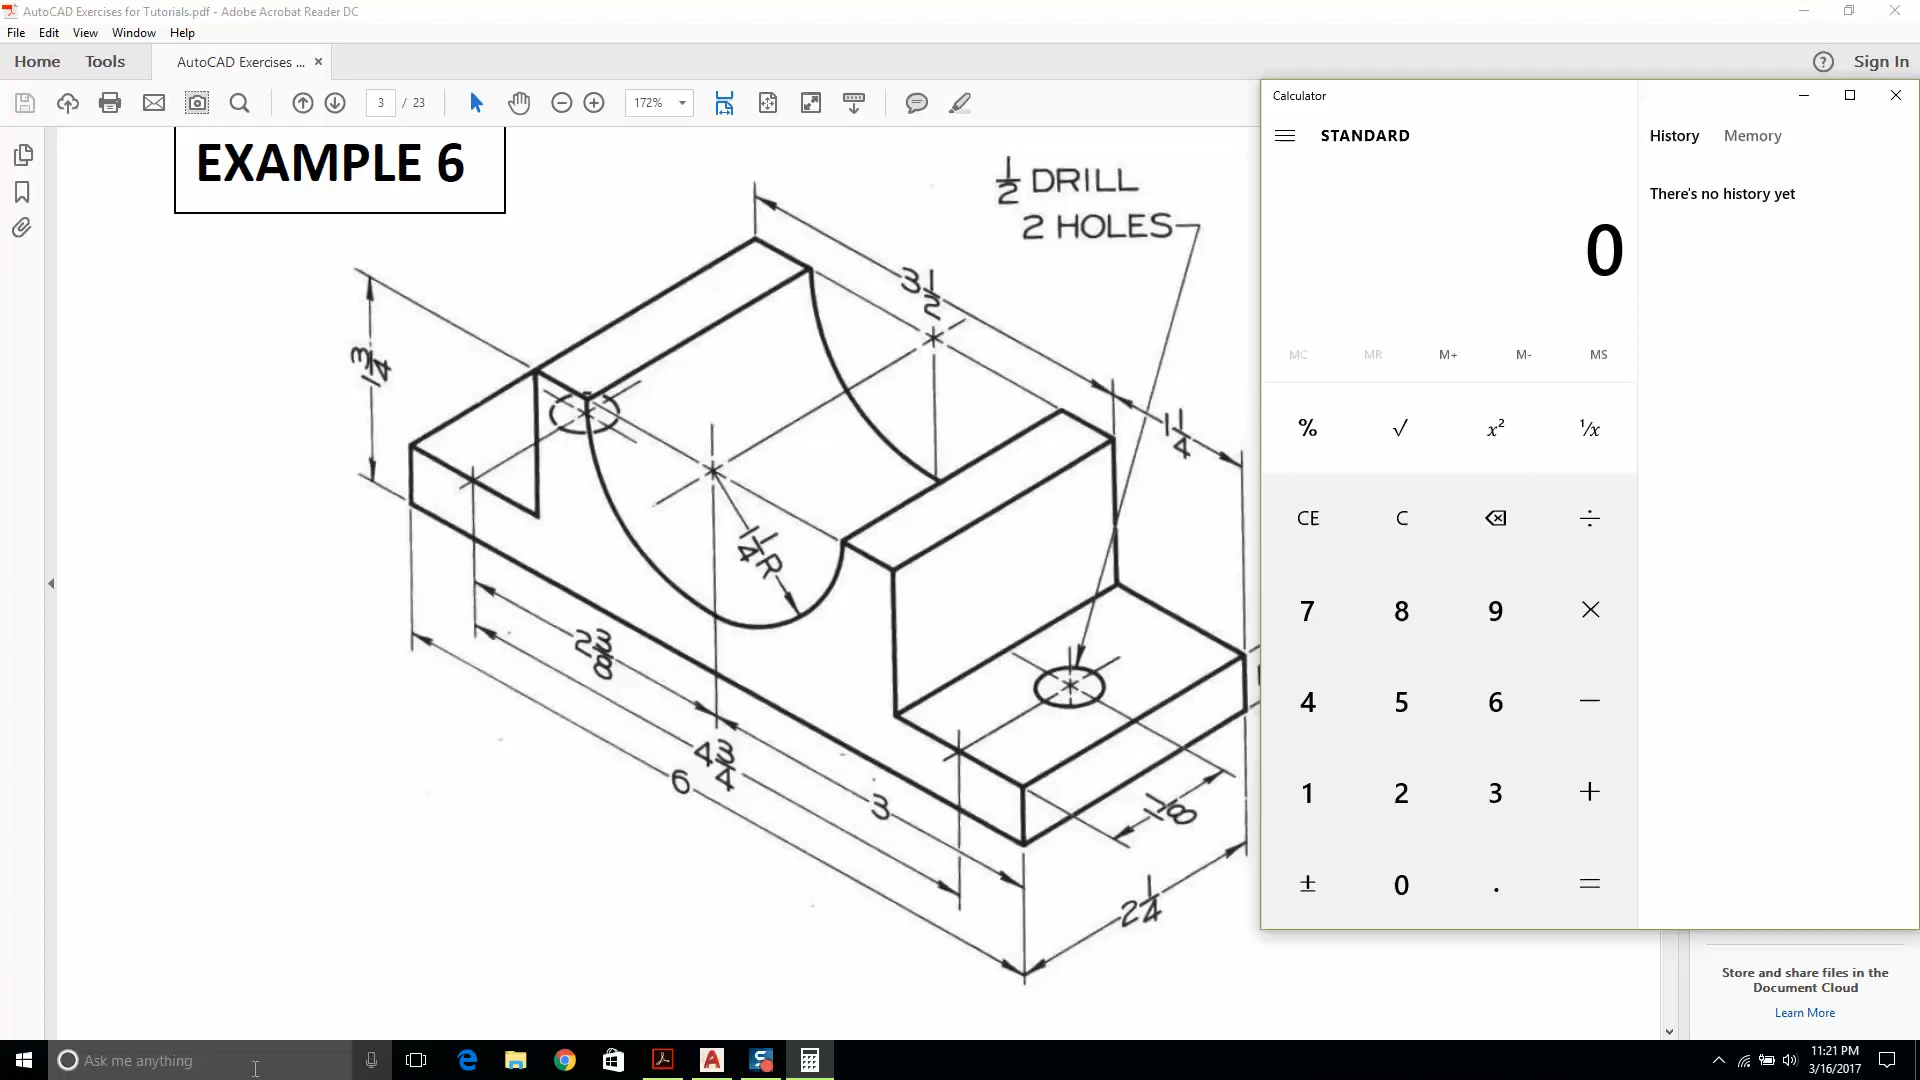 AutoCAD Exercises for Tutorials.pdf - Adobe Acrobat Reader DC
File Edit View Window Help
Home Tools AutoCAD Exercises ... × Sign In
3 / 23 172%
EXAMPLE 6
1/2 DRILL
2 HOLES
3 1/2
1 3/4
1 1/4
1 1/4 R
2 3/8
4 3/4
6
3
1 1/8
2 1/4
Calculator
STANDARD
0
MC MR M+ M- MS
% √ x² ¹/x
CE C ÷
7 8 9 ×
4 5 6 −
1 2 3 +
± 0 . =
History Memory
There's no history yet
Store and share files in the
Document Cloud
Learn More
Ask me anything
11:21 PM
3/16/2017